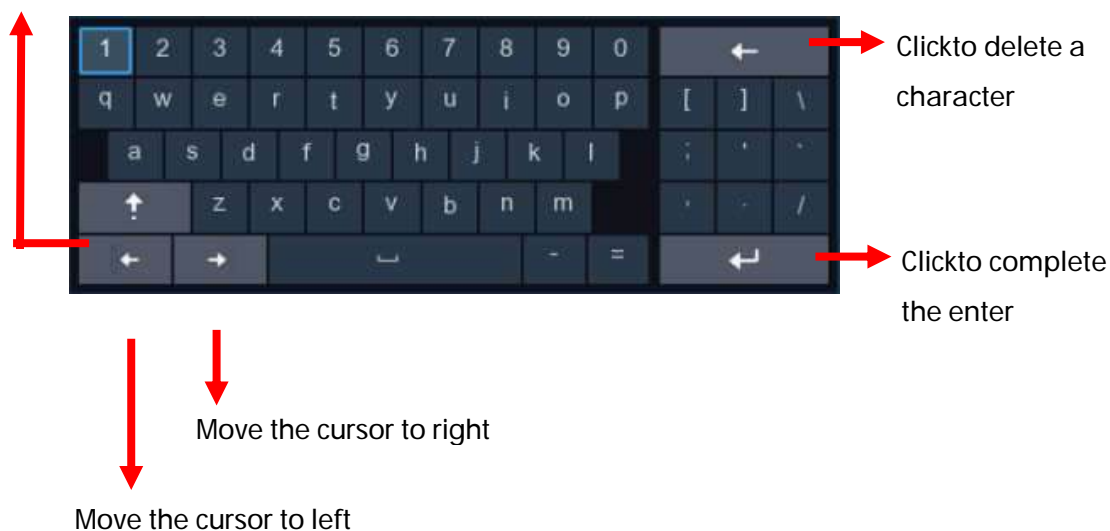 1 2 3 4 5 6 7 8 9 0
Clickto delete a
character
q w e r t y u i o p [ ] \
a s d f g h j k l ; '
z x c v b n m /
- =
Clickto complete
the enter
Move the cursor to right
Move the cursor to left